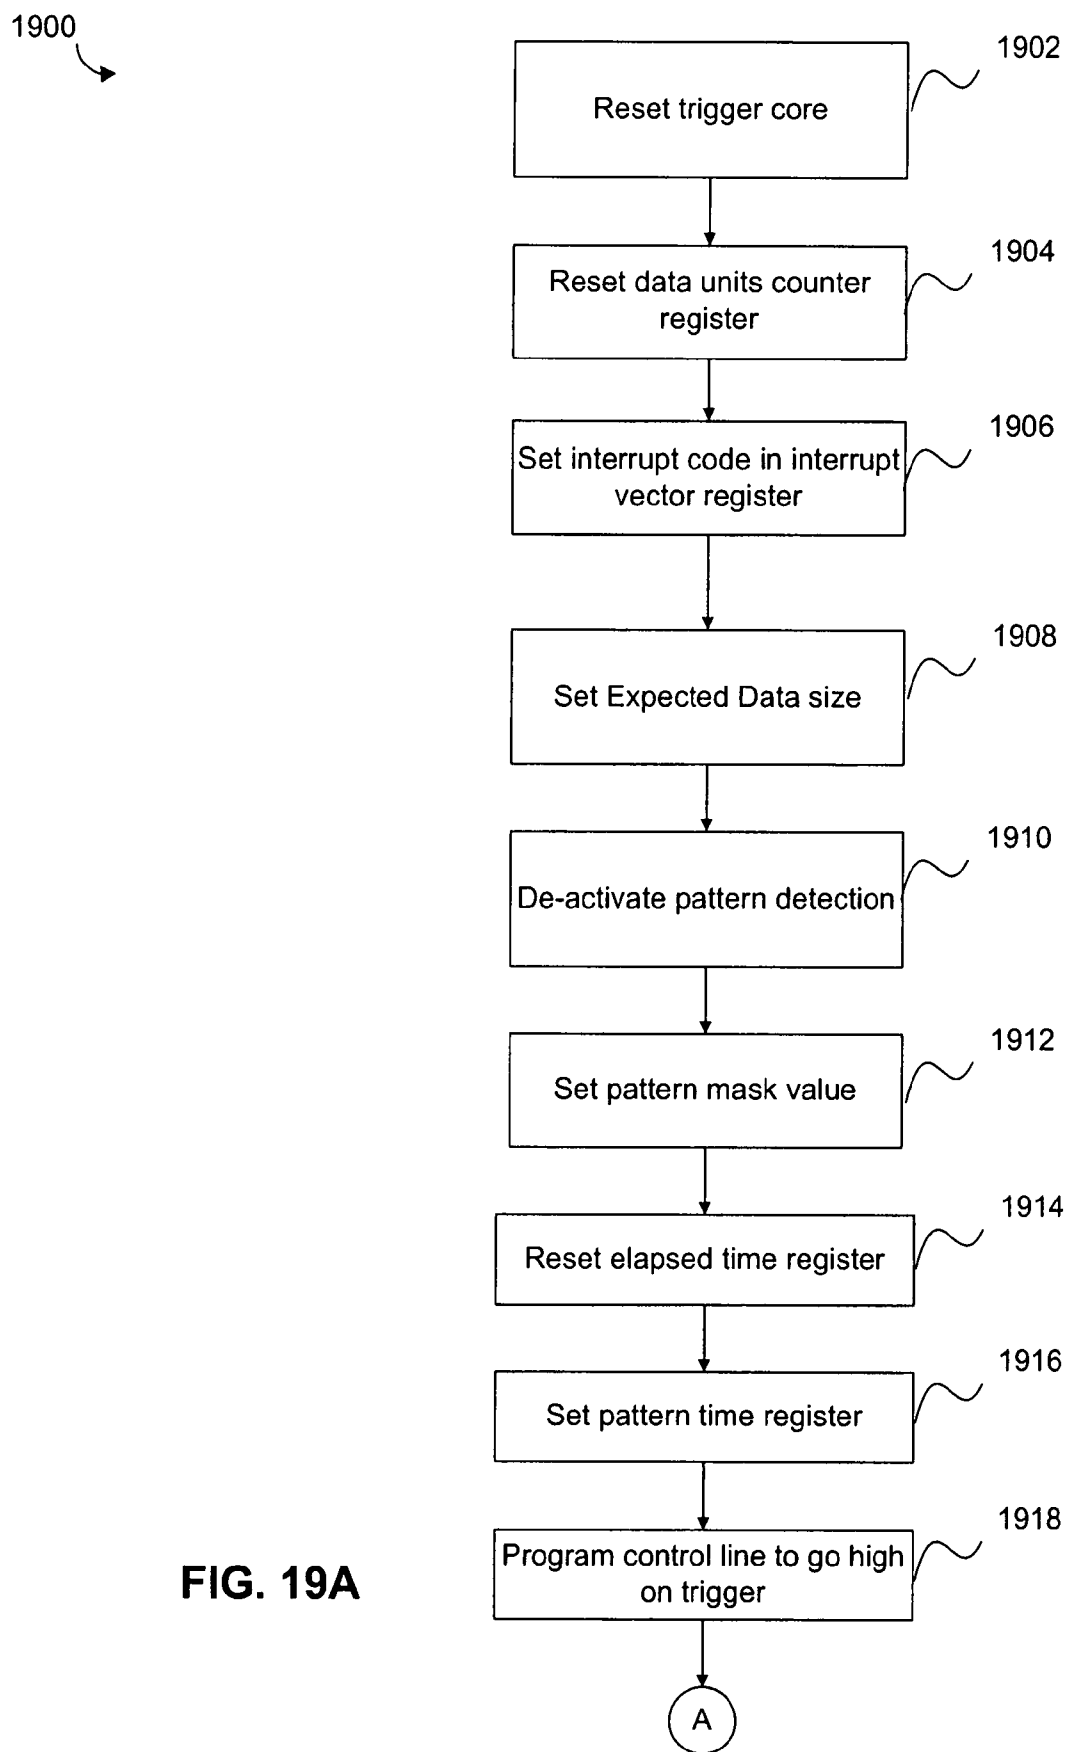 1900
1902
Reset trigger core
1904
Reset data units counter
register
1906
Set interrupt code in interrupt
vector register
1908
Set Expected Data size
1910
De-activate pattern detection
1912
Set pattern mask value
1914
Reset elapsed time register
1916
Set pattern time register
1918
Program control line to go high
on trigger
FIG. 19A
A